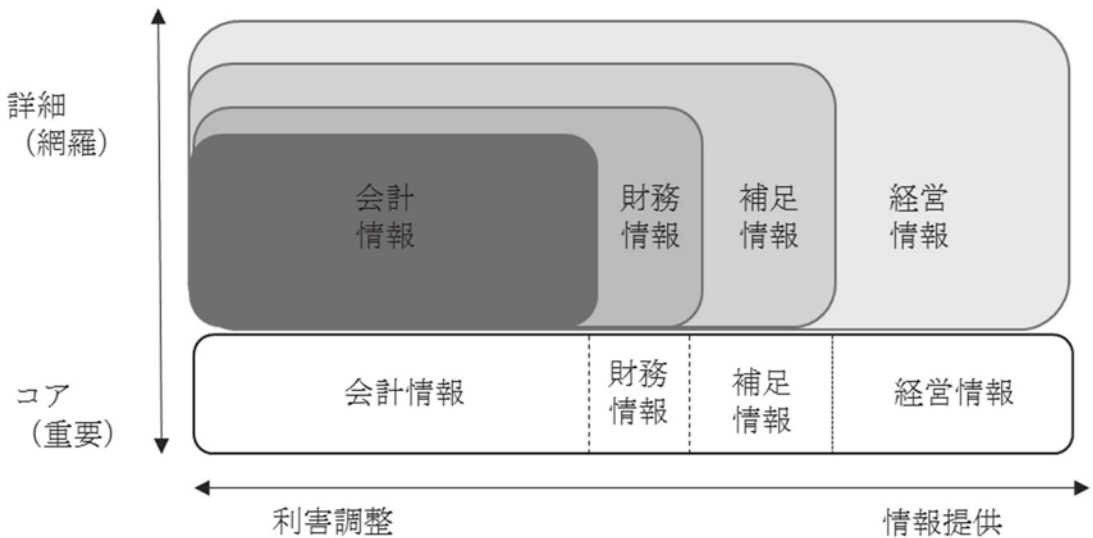 詳細
（網羅）
会計
情報
財務
情報
補足
情報
経営
情報
コア
（重要）
会計情報
財務
情報
補足
情報
経営情報
利害調整
情報提供